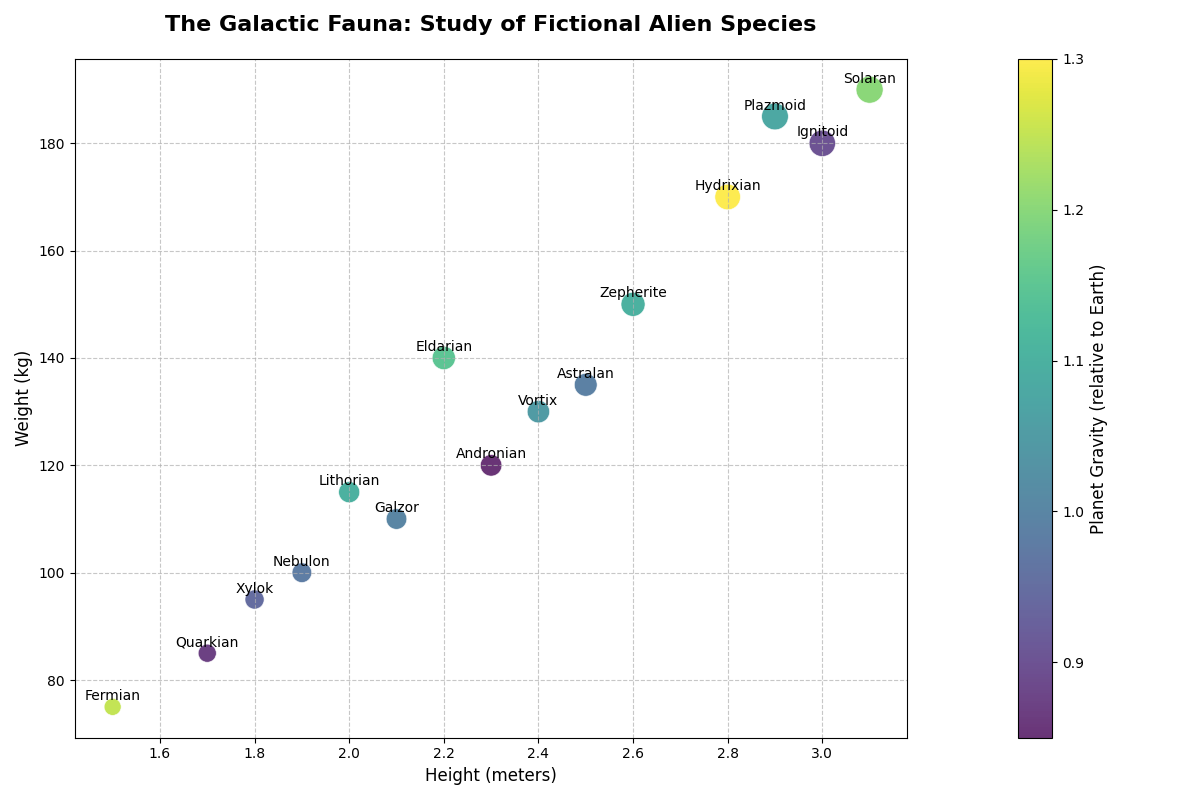 The Galactic Fauna: Study of Fictional Alien Species
Weight (kg)
180
160
140
120
100
80
Solaran
Plazmoid
Ignitoid
Hydrixian
Zepherite
Eldarian
Astralan
Vortix
Andronian
Lithorian
Galzor
Nebulon
Xylok
Quarkian
Fermian
1.6
1.8
2.0
2.2
2.4
2.6
2.8
3.0
Height (meters)
1.3
1.2
1.1
1.0
0.9
Planet Gravity (relative to Earth)